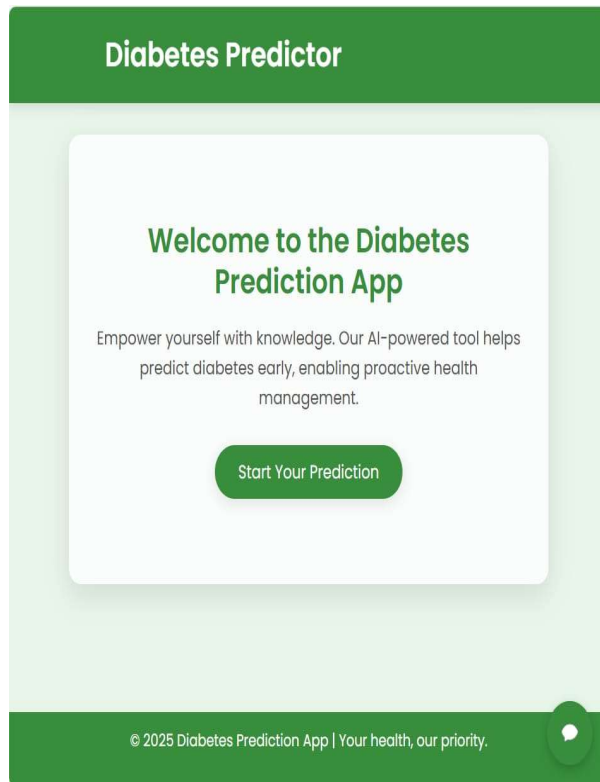 Diabetes Predictor
Welcome to the Diabetes
Prediction App
Empower yourself with knowledge. Our AI-powered tool helps
predict diabetes early, enabling proactive health
management.
Start Your Prediction
© 2025 Diabetes Prediction App | Your health, our priority.